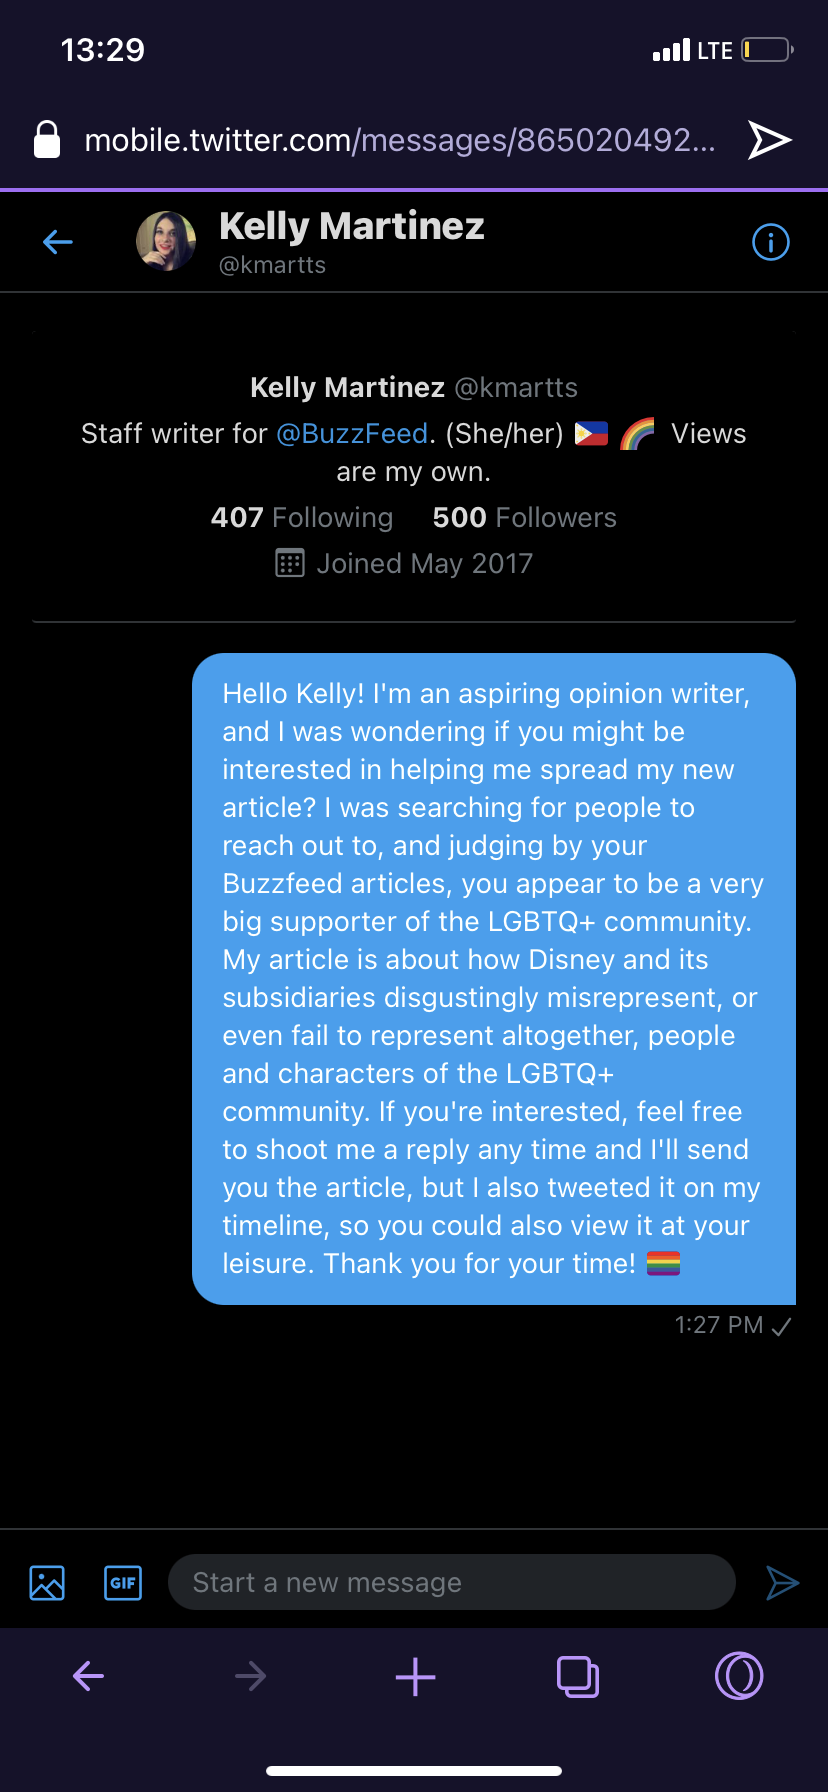 13:29 LTE
mobile.twitter.com/messages/865020492...
Kelly Martinez
@kmartts
Kelly Martinez @kmartts
Staff writer for @BuzzFeed. (She/her) 🇵🇭 🌈 Views
are my own.
407 Following 500 Followers
Joined May 2017
Hello Kelly! I'm an aspiring opinion writer,
and I was wondering if you might be
interested in helping me spread my new
article? I was searching for people to
reach out to, and judging by your
Buzzfeed articles, you appear to be a very
big supporter of the LGBTQ+ community.
My article is about how Disney and its
subsidiaries disgustingly misrepresent, or
even fail to represent altogether, people
and characters of the LGBTQ+
community. If you're interested, feel free
to shoot me a reply any time and I'll send
you the article, but I also tweeted it on my
timeline, so you could also view it at your
leisure. Thank you for your time! 🏳️‍🌈
1:27 PM ✓
GIF Start a new message